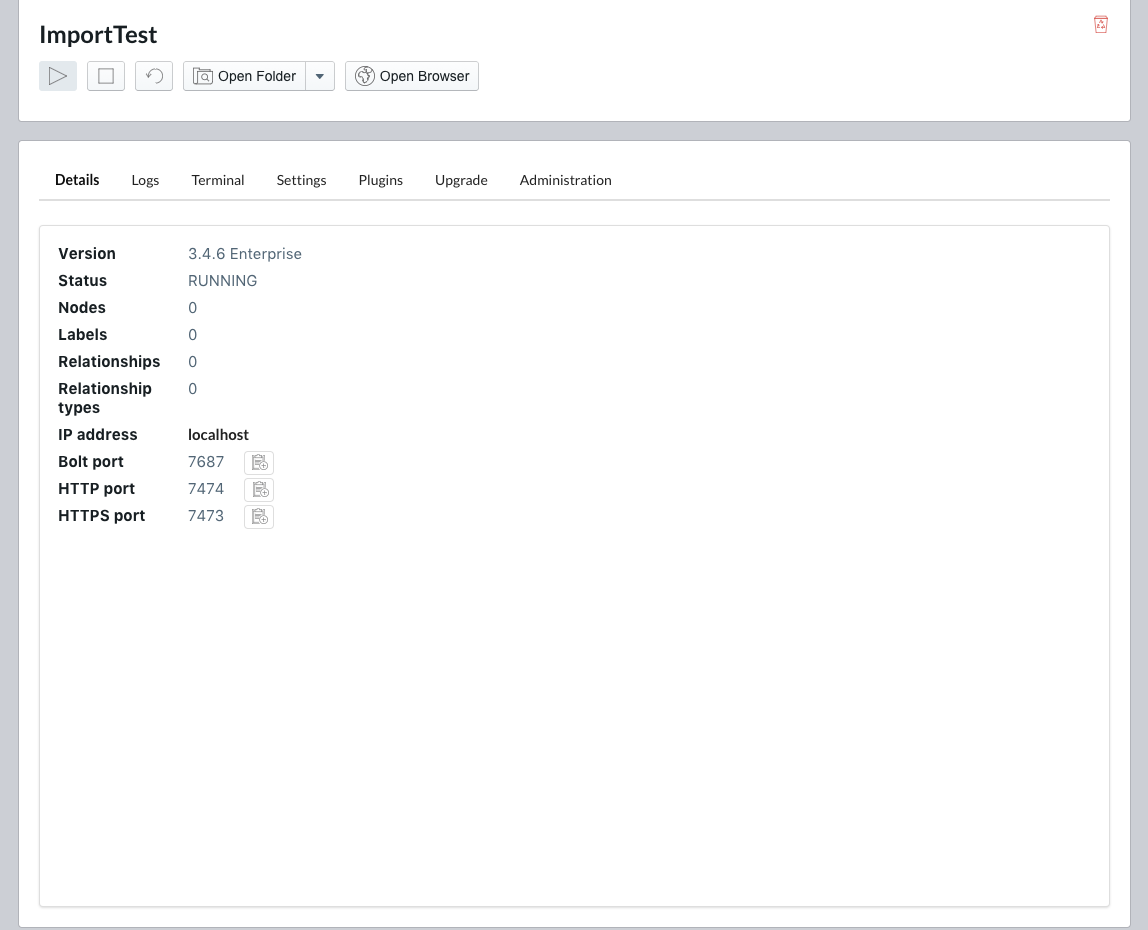 ImportTest
Open Folder Open Browser
Details Logs Terminal Settings Plugins Upgrade Administration
Version 3.4.6 Enterprise
Status RUNNING
Nodes 0
Labels 0
Relationships 0
Relationship 0
types
IP address localhost
Bolt port 7687
HTTP port 7474
HTTPS port 7473